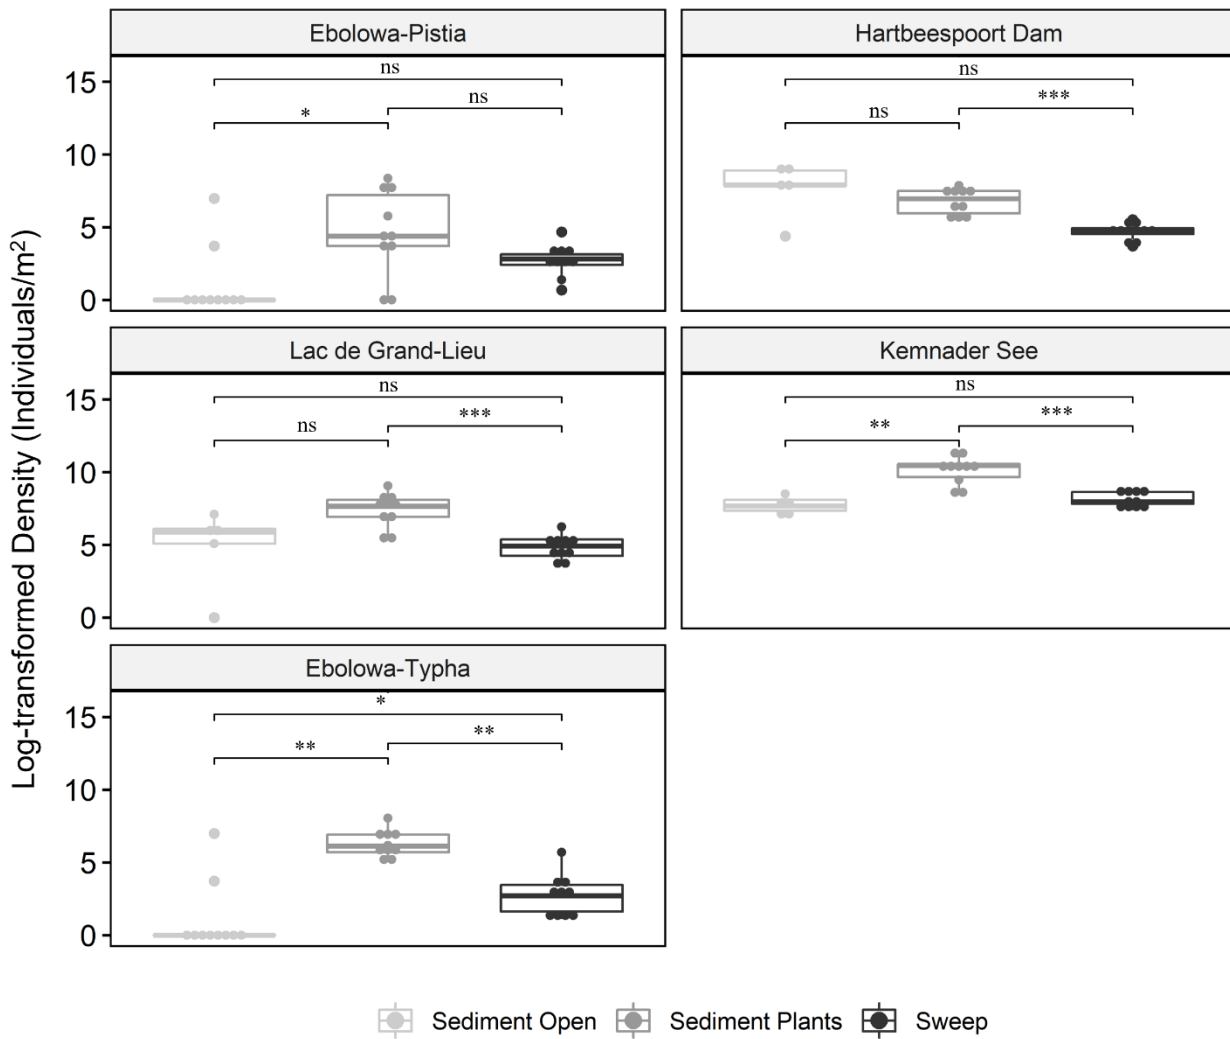 Ebolowa-Pistia
Hartbeespoort Dam
ns
ns
*
ns
***
ns
15
10
5
0
Lac de Grand-Lieu
Kemnader See
ns
***
ns
ns
***
**
15
10
5
0
Ebolowa-Typha
*
**
**
15
10
5
0
Log-transformed Density (Individuals/m²)
Sediment Open Sediment Plants Sweep